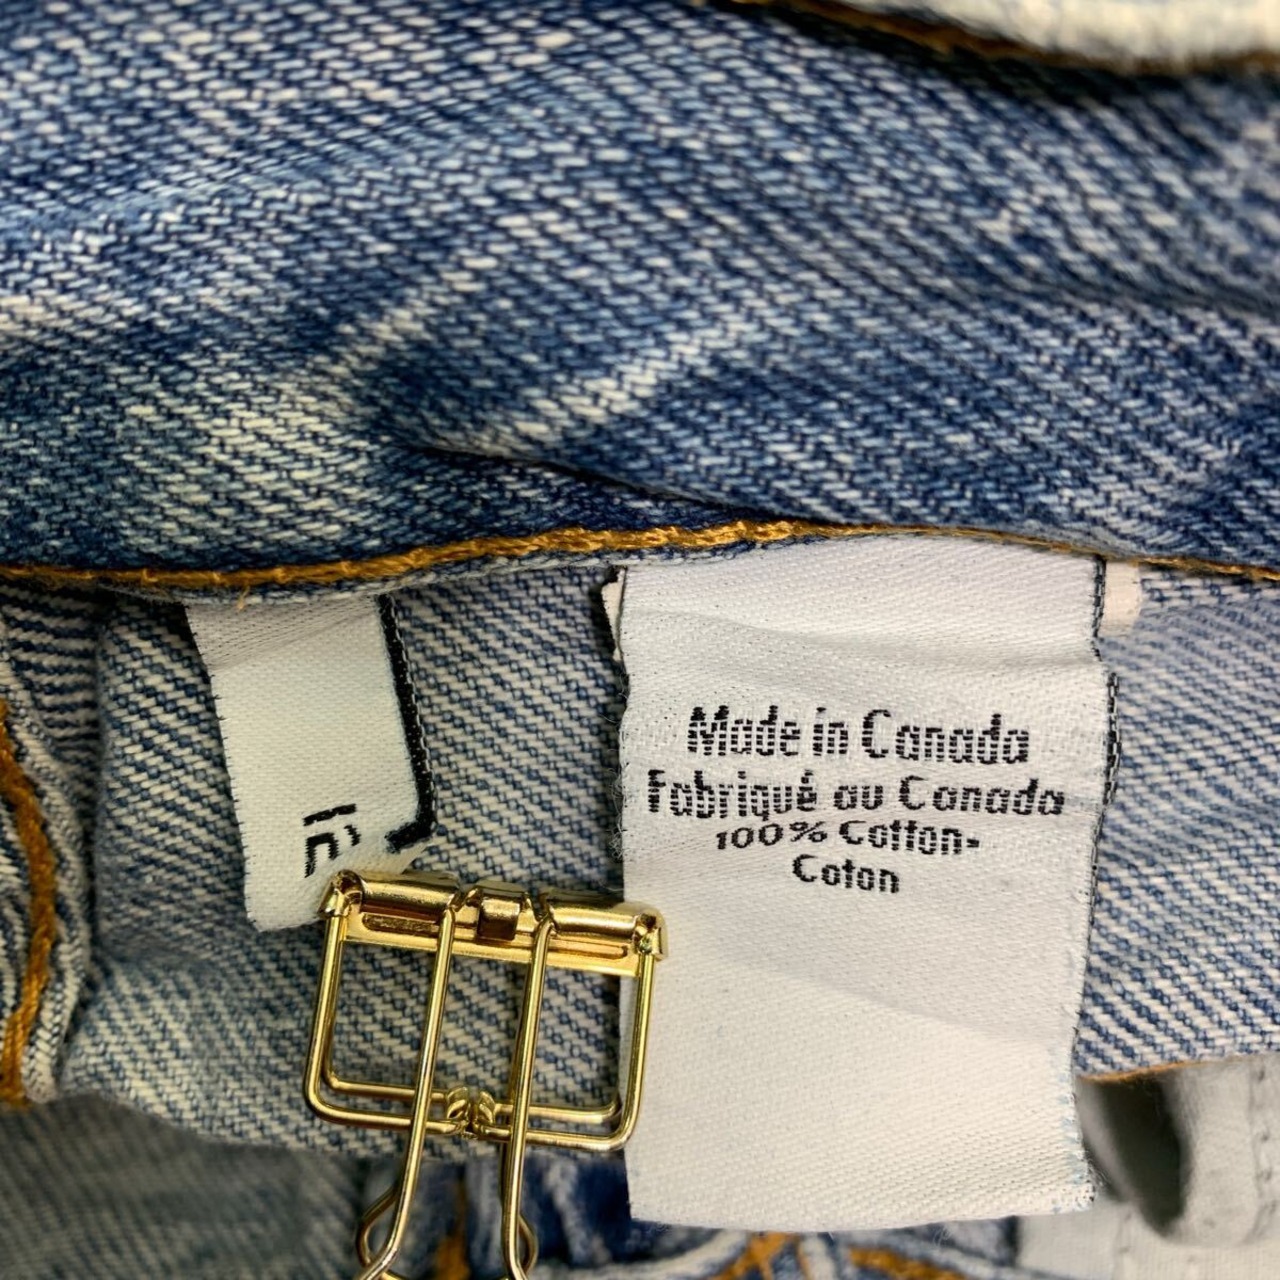 Made in Canada
Fabriqué au Canada
100% Cotton-
Coton